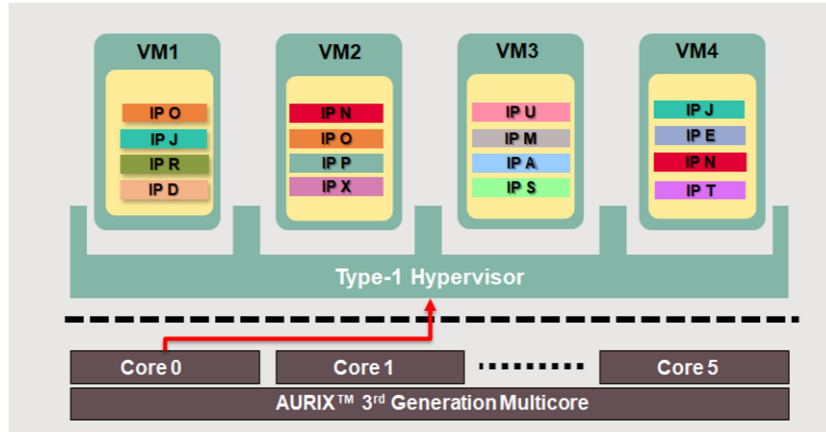 VM1
IP O
IP J
IP R
IP D
VM2
IP N
IP O
IP P
IP X
VM3
IP U
IP M
IP A
IP S
VM4
IP J
IP E
IP N
IP T
Type-1 Hypervisor
Core 0
Core 1
Core 5
AURIX™ 3rd Generation Multicore